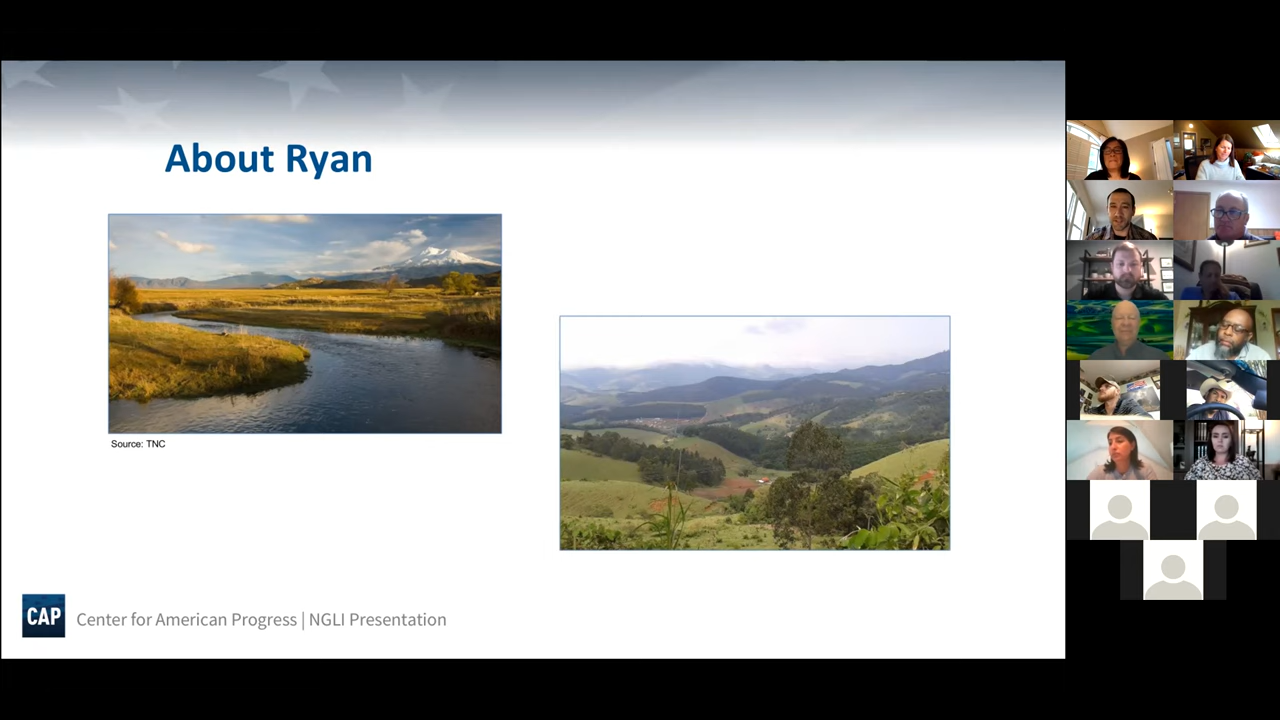 About Ryan
Source: TNC
CAP
Center for American Progress | NGLI Presentation